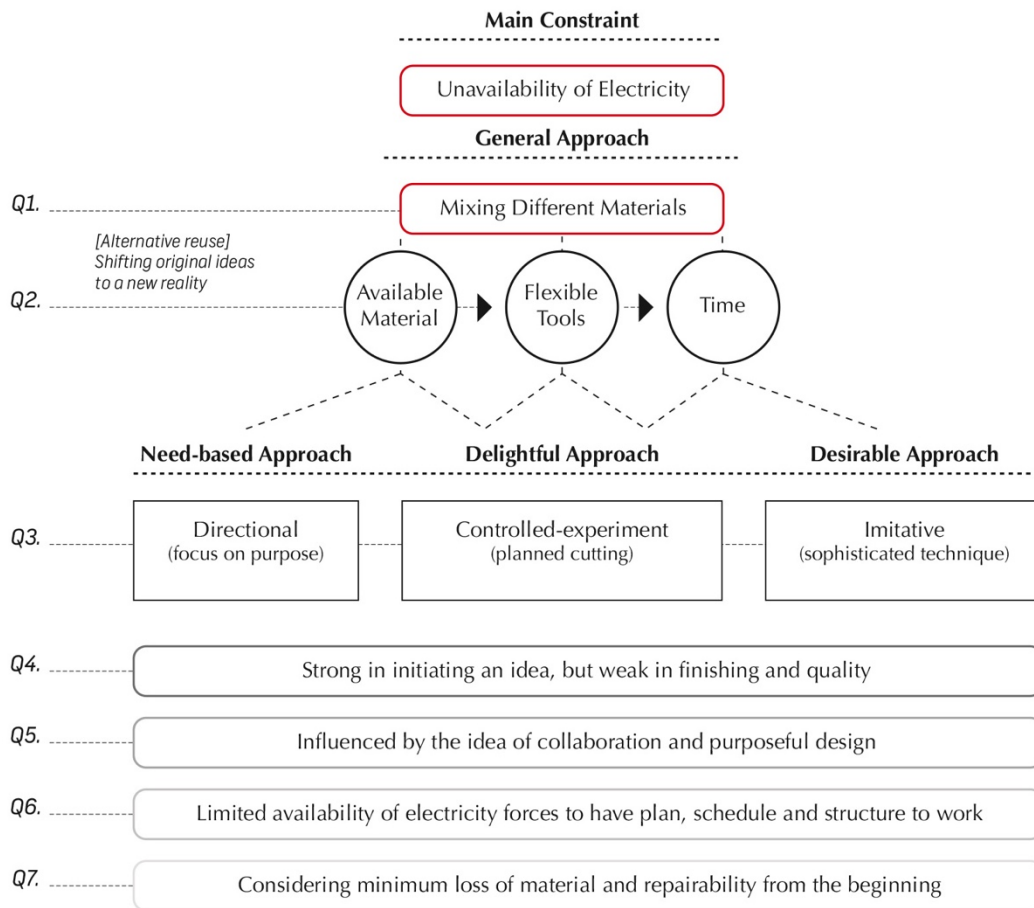 Main Constraint
Unavailability of Electricity
General Approach
Q1.
Mixing Different Materials
[Alternative reuse]
Shifting original ideas
to a new reality
Q2.
Available
Material
Flexible
Tools
Time
Need-based Approach
Delightful Approach
Desirable Approach
Q3.
Directional
(focus on purpose)
Controlled-experiment
(planned cutting)
Imitative
(sophisticated technique)
Q4.
Strong in initiating an idea, but weak in finishing and quality
Q5.
Influenced by the idea of collaboration and purposeful design
Q6.
Limited availability of electricity forces to have plan, schedule and structure to work
Q7.
Considering minimum loss of material and repairability from the beginning